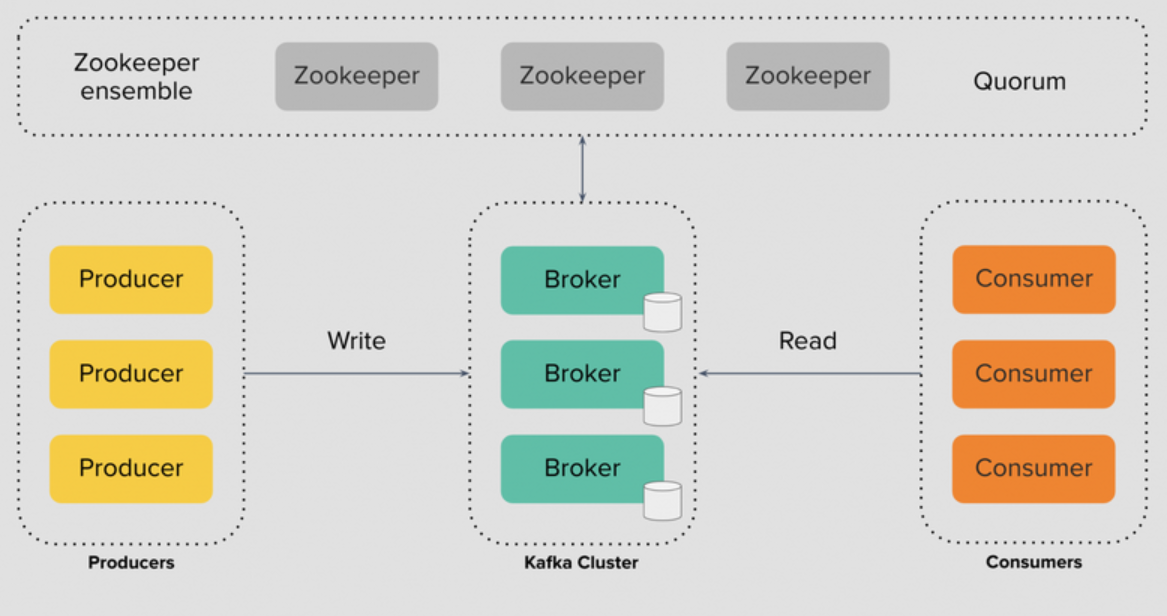 Zookeeper
ensemble
Zookeeper
Zookeeper
Zookeeper
Quorum
Producer
Producer
Producer
Producers
Write
Broker
Broker
Broker
Kafka Cluster
Read
Consumer
Consumer
Consumer
Consumers